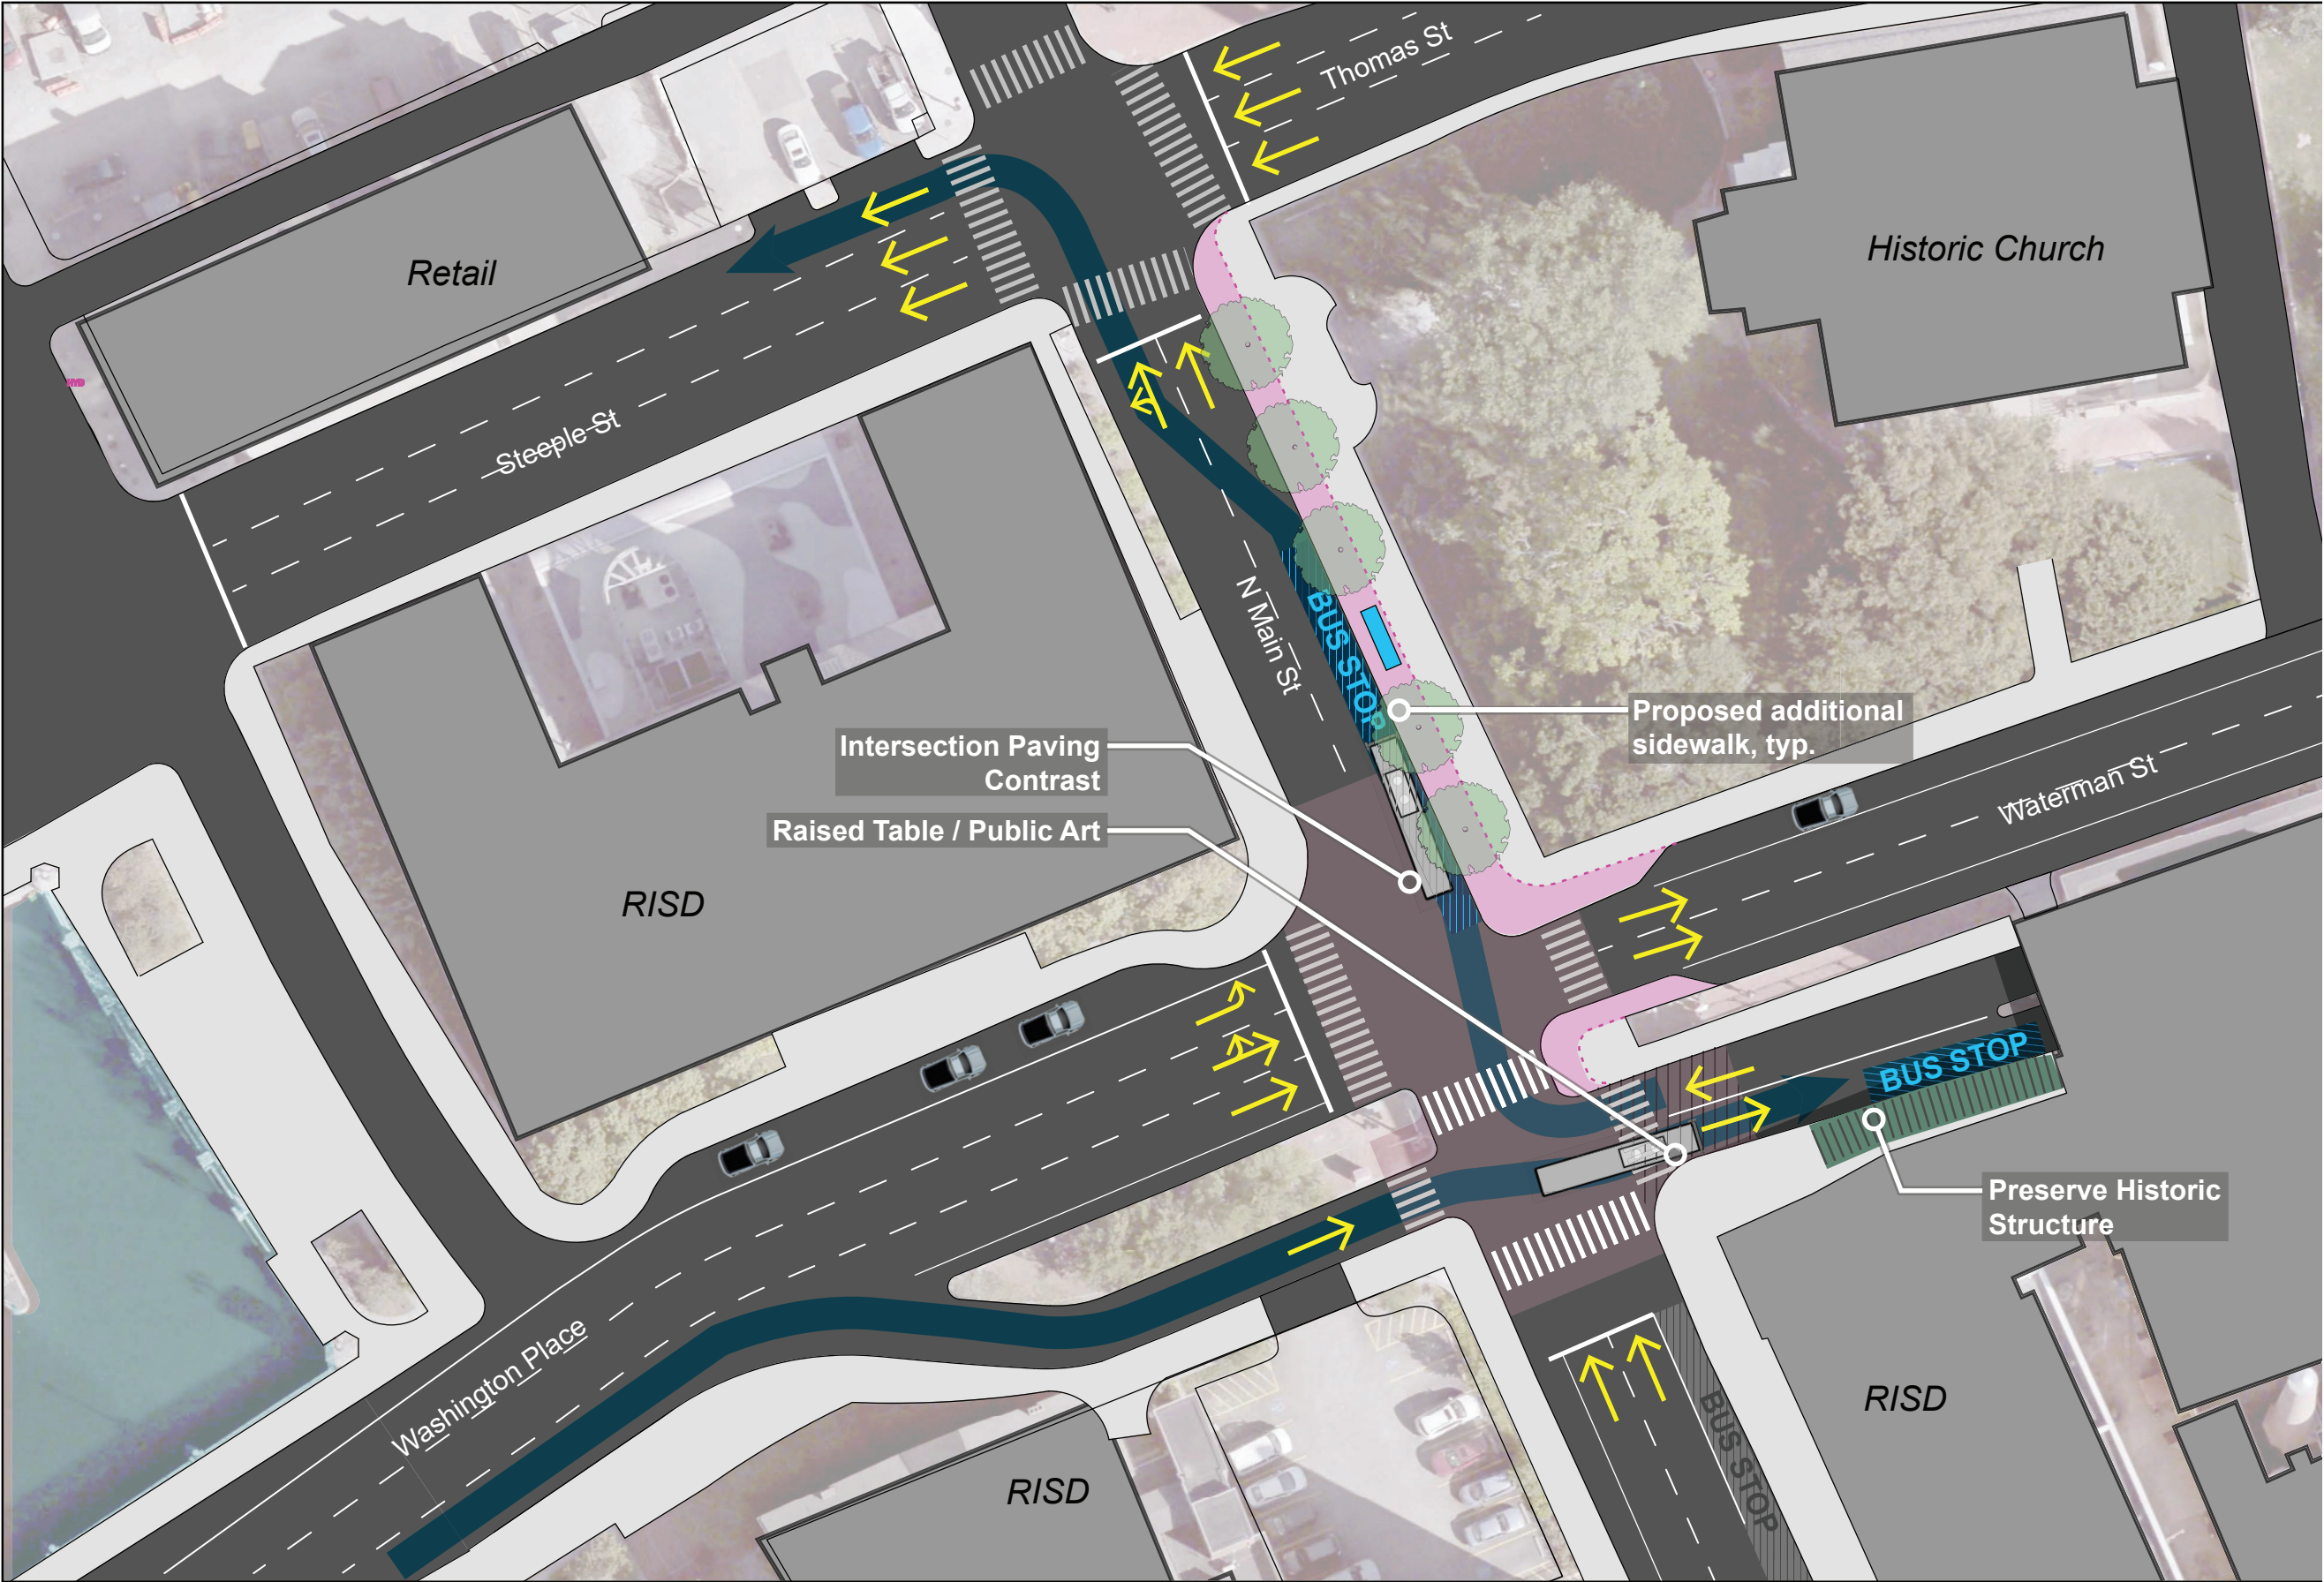 Thomas St
Historic Church
Retail
Steeple St
N Main St
BUS STOP
Proposed additional
sidewalk, typ.
Intersection Paving
Contrast
Raised Table / Public Art
Waterman St
RISD
BUS STOP
Preserve Historic
Structure
Washington Place
RISD
BUS STOP
RISD